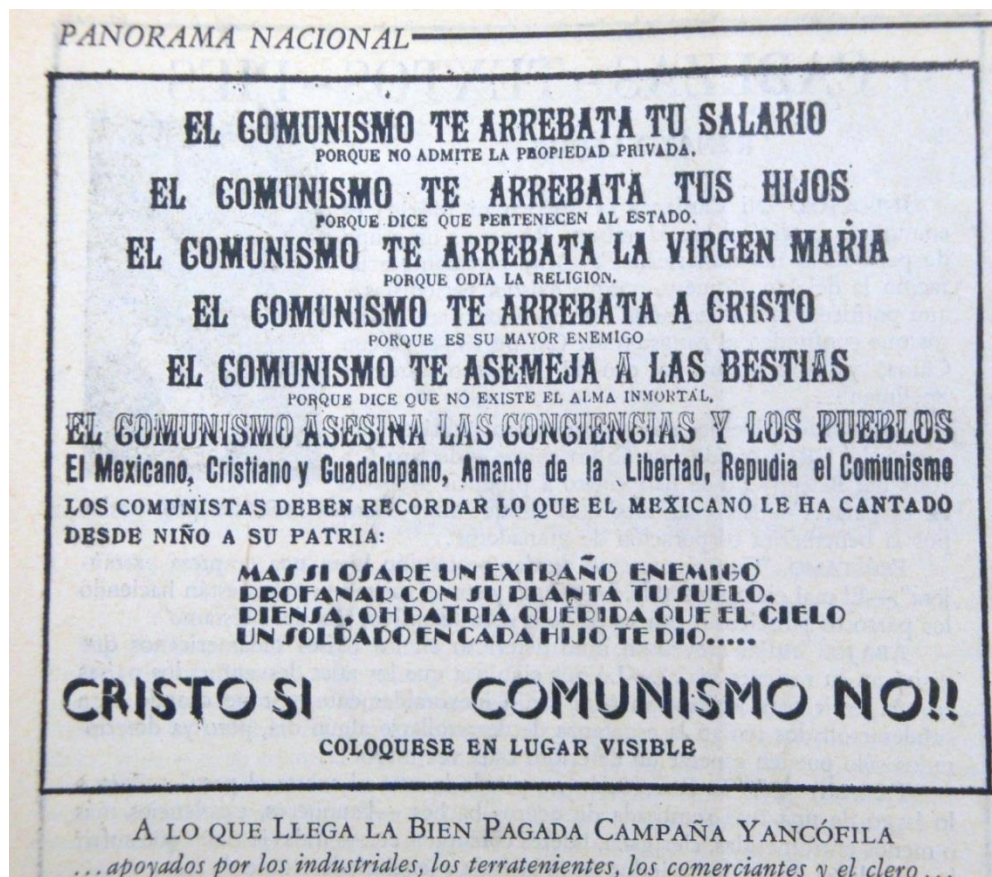 PANORAMA NACIONAL
EL COMUNISMO TE ARREBATA TU SALARIO
PORQUE NO ADMITE LA PROPIEDAD PRIVADA.
EL COMUNISMO TE ARREBATA TUS HIJOS
PORQUE DICE QUE PERTENECEN AL ESTADO.
EL COMUNISMO TE ARREBATA LA VIRGEN MARIA
PORQUE ODIA LA RELIGION.
EL COMUNISMO TE ARREBATA A CRISTO
PORQUE ES SU MAYOR ENEMIGO
EL COMUNISMO TE ASEMEJA A LAS BESTIAS
PORQUE DICE QUE NO EXISTE EL ALMA INMORTAL.
EL COMUNISMO ASESINA LAS CONCIENCIAS Y LOS PUEBLOS
El Mexicano, Cristiano y Guadalupano, Amante de la Libertad, Repudia el Comunismo
LOS COMUNISTAS DEBEN RECORDAR LO QUE EL MEXICANO LE HA CANTADO
DESDE NIÑO A SU PATRIA:
MAS SI OSARE UN EXTRAÑO ENEMIGO
PROFANAR CON SU PLANTA TU SUELO,
PIENSA, OH PATRIA QUERIDA QUE EL CIELO
UN SOLDADO EN CADA HIJO TE DIO.....
CRISTO SI. COMUNISMO NO!!
COLOQUESE EN LUGAR VISIBLE
A LO QUE LLEGA LA BIEN PAGADA CAMPAÑA YANCÓFILA
...apoyados por los industriales, los terratenientes, los comerciantes y el clero...